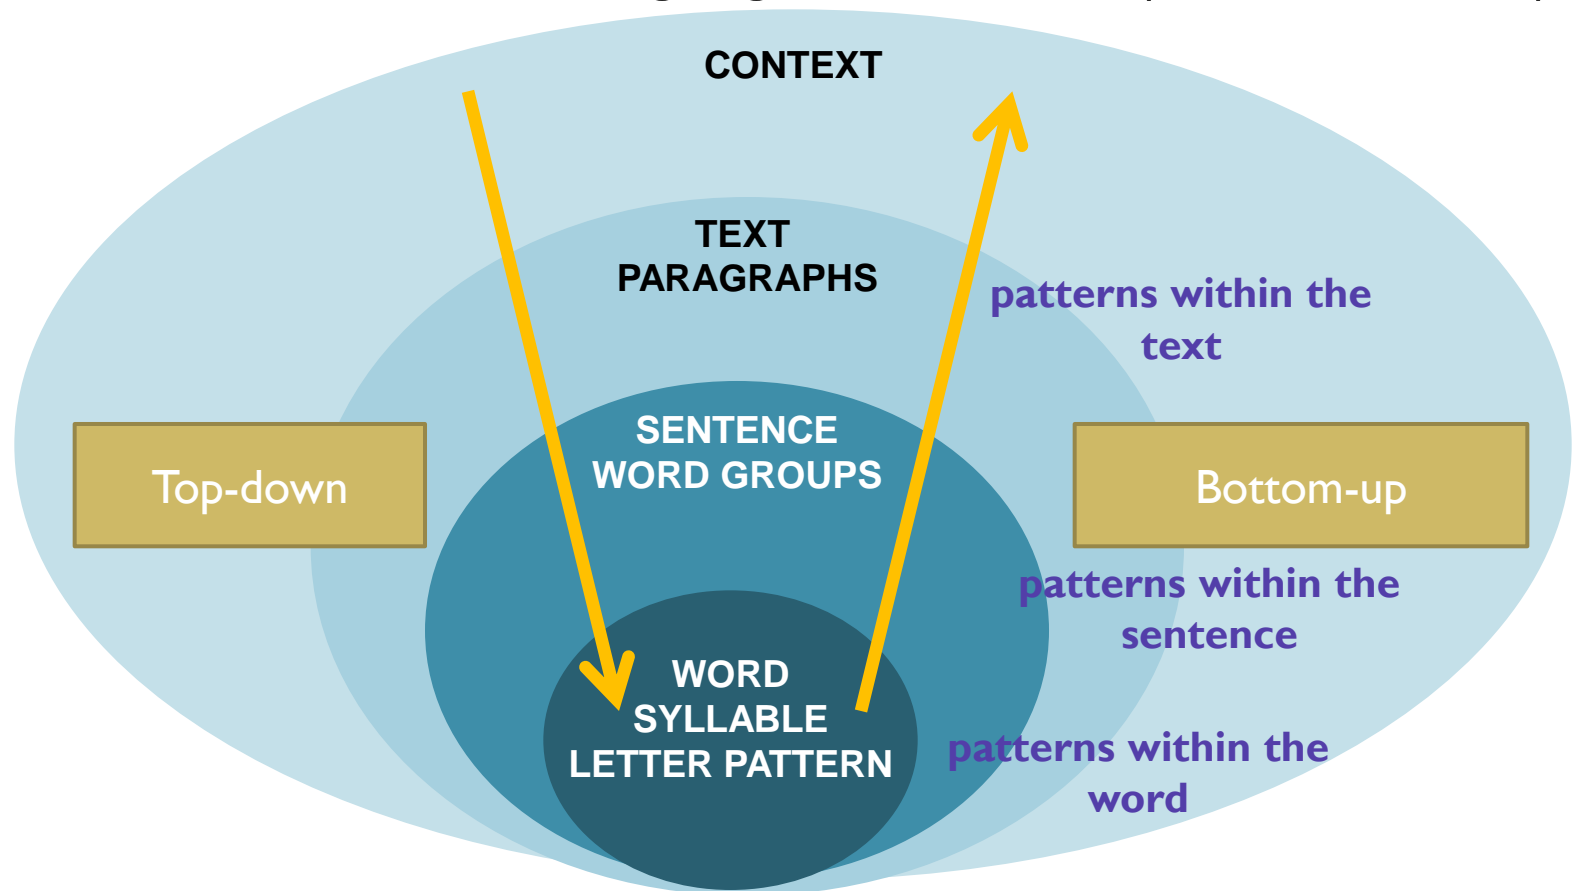 CONTEXT
TEXT
PARAGRAPHS
patterns within the
text
SENTENCE
WORD GROUPS
Top-down
Bottom-up
patterns within the
sentence
WORD
SYLLABLE
LETTER PATTERN
patterns within the
word